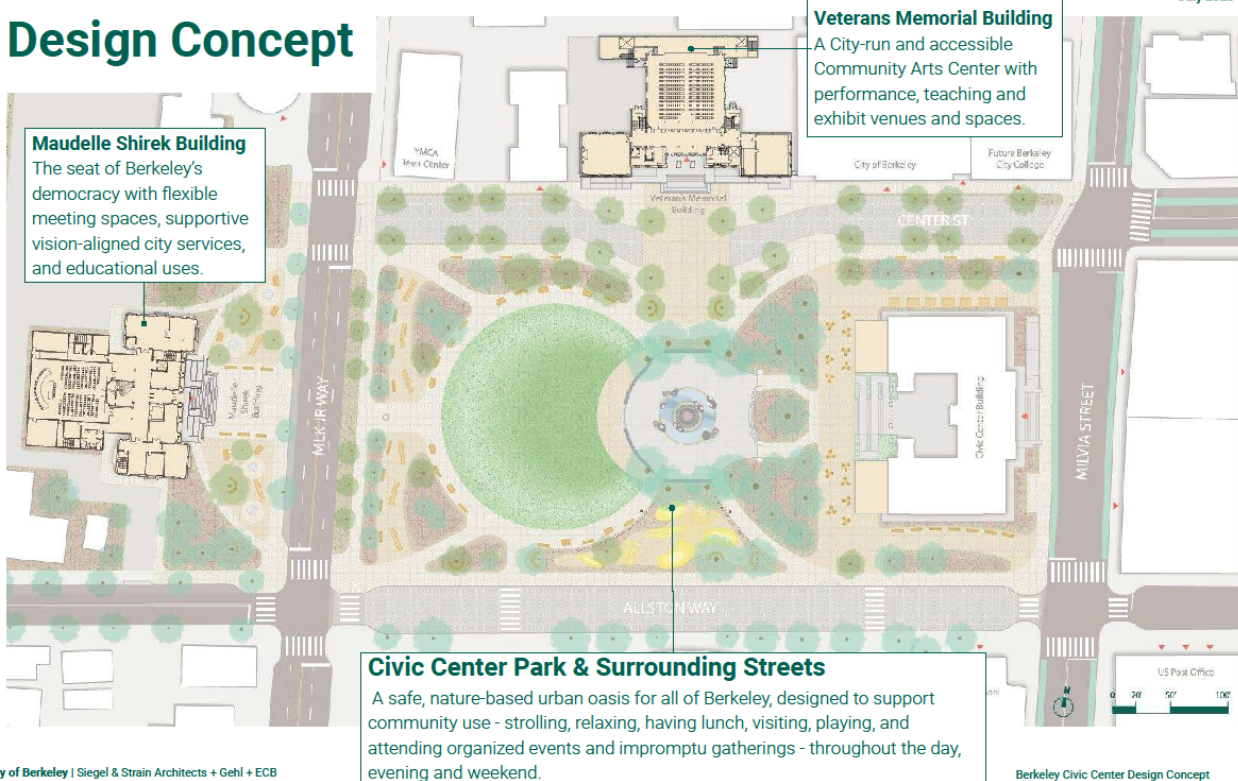 Design Concept
Veterans Memorial Building
A City-run and accessible
Community Arts Center with
performance, teaching and
exhibit venues and spaces.
Maudelle Shirek Building
The seat of Berkeley's
democracy with flexible
meeting spaces, supportive
vision-aligned city services,
and educational uses.
YMCA
Teen Center
City of Berkeley
Future Berkeley
City College
Veteran's Memorial
Building
CENTER ST
Maudelle
Shirek
Building
MLK JR WAY
Civic Center Building
MILVIA STREET
ALLSTON WAY
Civic Center Park & Surrounding Streets
A safe, nature-based urban oasis for all of Berkeley, designed to support
community use - strolling, relaxing, having lunch, visiting, playing, and
attending organized events and impromptu gatherings - throughout the day,
evening and weekend.
US Post Office
N
0 20' 50' 100'
y of Berkeley | Siegel & Strain Architects + Gehl + ECB
Berkeley Civic Center Design Concept